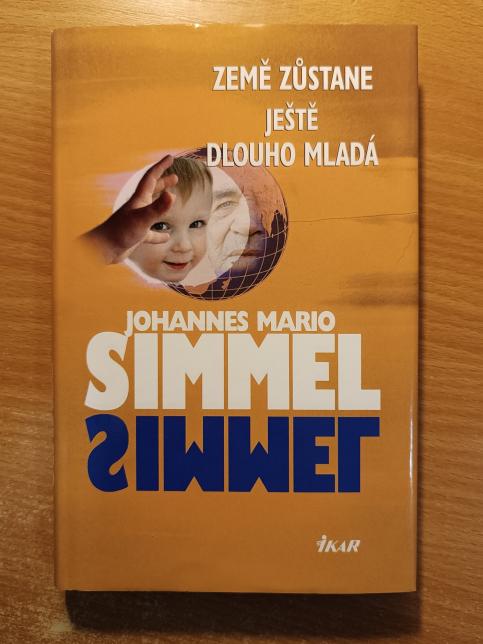 ZEMĚ ZŮSTANE
JEŠTĚ
DLOUHO MLADÁ
JOHANNES MARIO
SIMMEL
SIMMEL
IKAR